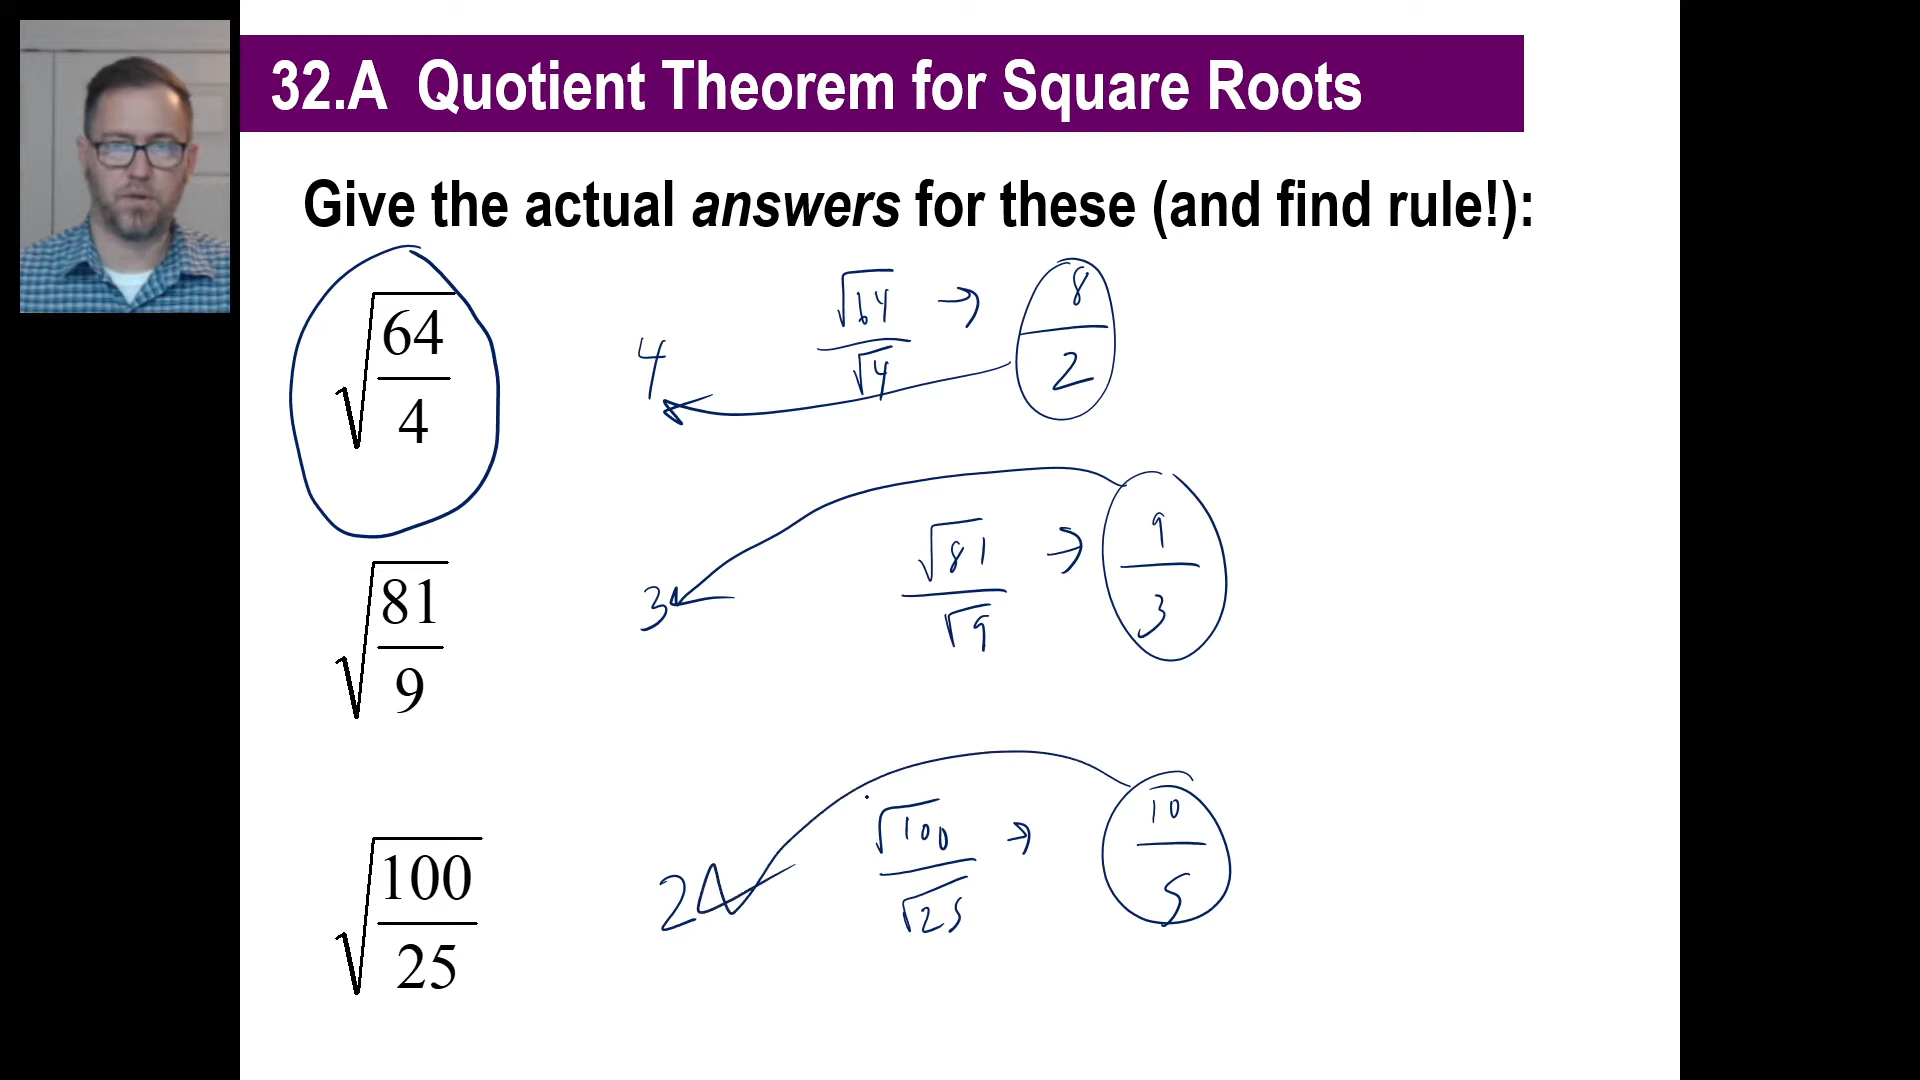 32.A Quotient Theorem for Square Roots
Give the actual answers for these (and find rule!):
√(64/4) 4 √64/√4 → 8/2
√(81/9) 3 √81/√9 → 9/3
√(100/25) 2 √100/√25 → 10/5